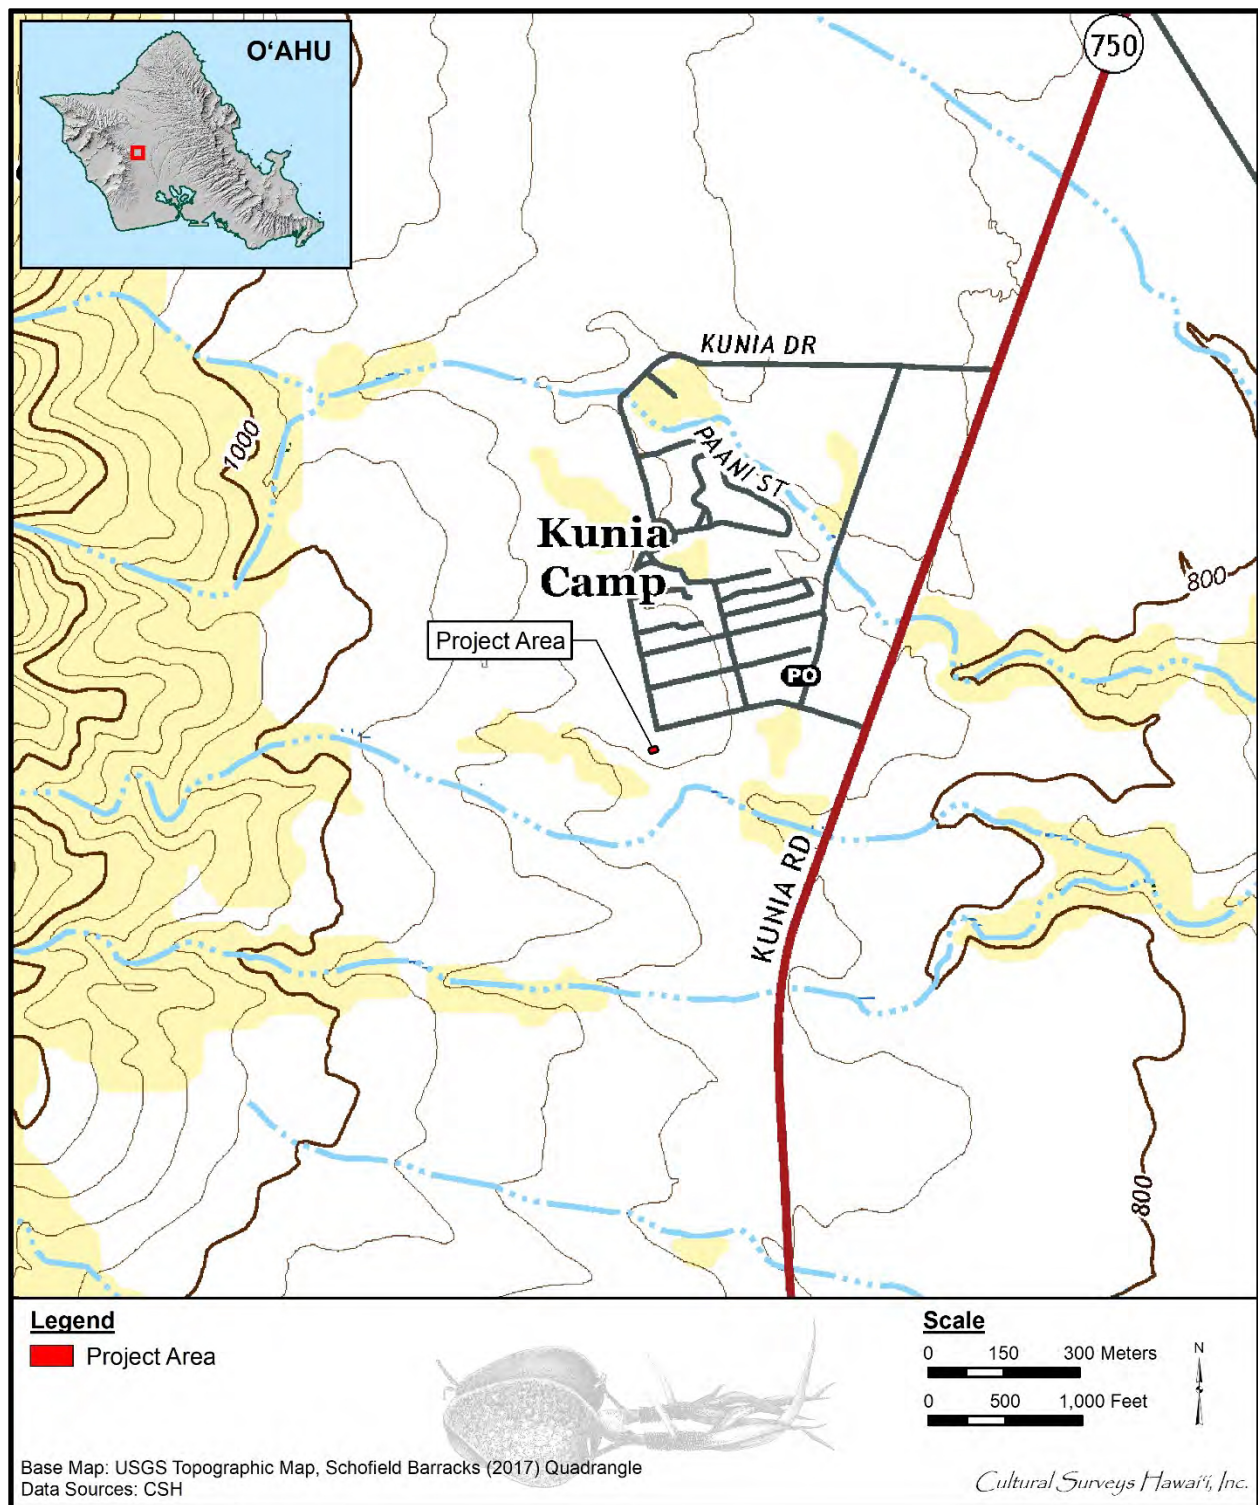 O‘AHU
750
KUNIA DR
1000
PAANI ST
Kunia
Camp
800
Project Area
PO
KUNIA RD
800
Legend
Project Area
Scale
0 150 300 Meters
0 500 1,000 Feet
N
Base Map: USGS Topographic Map, Schofield Barracks (2017) Quadrangle
Data Sources: CSH
Cultural Surveys Hawai‘i, Inc.